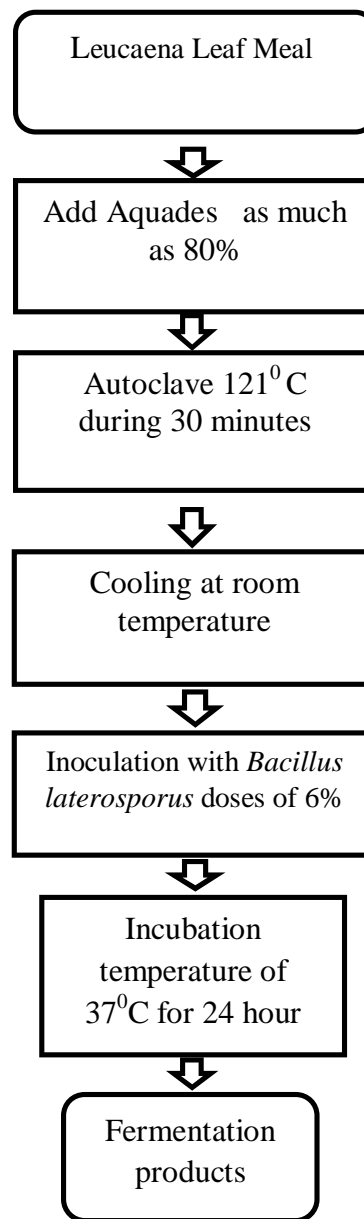 Leucaena Leaf Meal
Add Aquades as much
as 80%
Autoclave 121⁰ C
during 30 minutes
Cooling at room
temperature
Inoculation with Bacillus
laterosporus doses of 6%
Incubation
temperature of
37⁰C for 24 hour
Fermentation
products